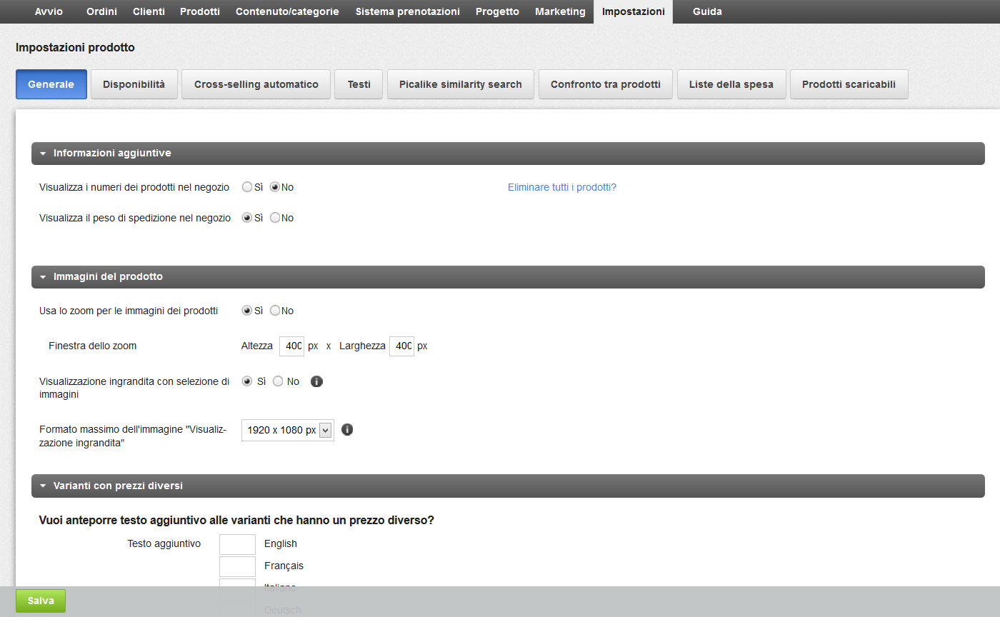 Avvio Ordini Clienti Prodotti Contenuto/categorie Sistema prenotazioni Progetto Marketing Impostazioni Guida
Impostazioni prodotto
Generale Disponibilità Cross-selling automatico Testi Picalike similarity search Confronto tra prodotti Liste della spesa Prodotti scaricabili
Informazioni aggiuntive
Visualizza i numeri dei prodotti nel negozio Sì No Eliminare tutti i prodotti?
Visualizza il peso di spedizione nel negozio Sì No
Immagini del prodotto
Usa lo zoom per le immagini dei prodotti Sì No
Finestra dello zoom Altezza 400 px x Larghezza 400 px
Visualizzazione ingrandita con selezione di Sì No
immagini
Formato massimo dell'immagine "Visualiz- 1920 x 1080 px
zazione ingrandita"
Varianti con prezzi diversi
Vuoi anteporre testo aggiuntivo alle varianti che hanno un prezzo diverso?
Testo aggiuntivo English
Français
Italiano
Salva
Deutsch